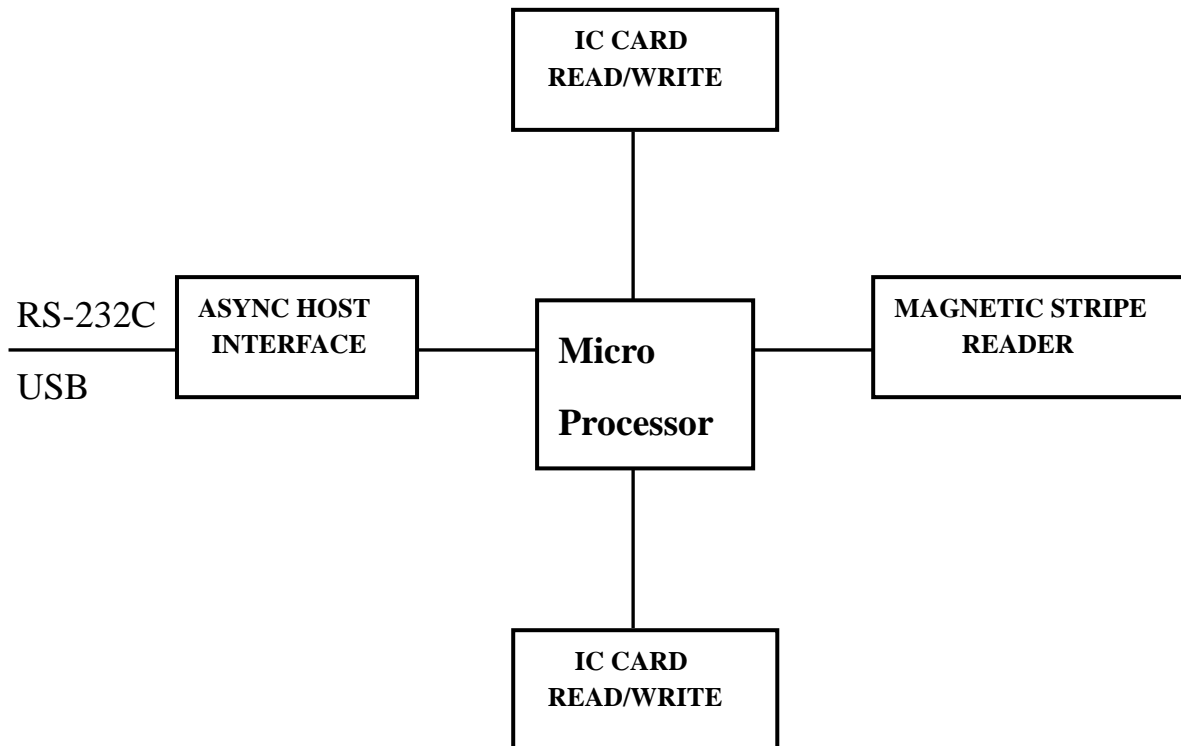 IC CARD
READ/WRITE
RS-232C
USB
ASYNC HOST
INTERFACE
Micro
Processor
MAGNETIC STRIPE
READER
IC CARD
READ/WRITE